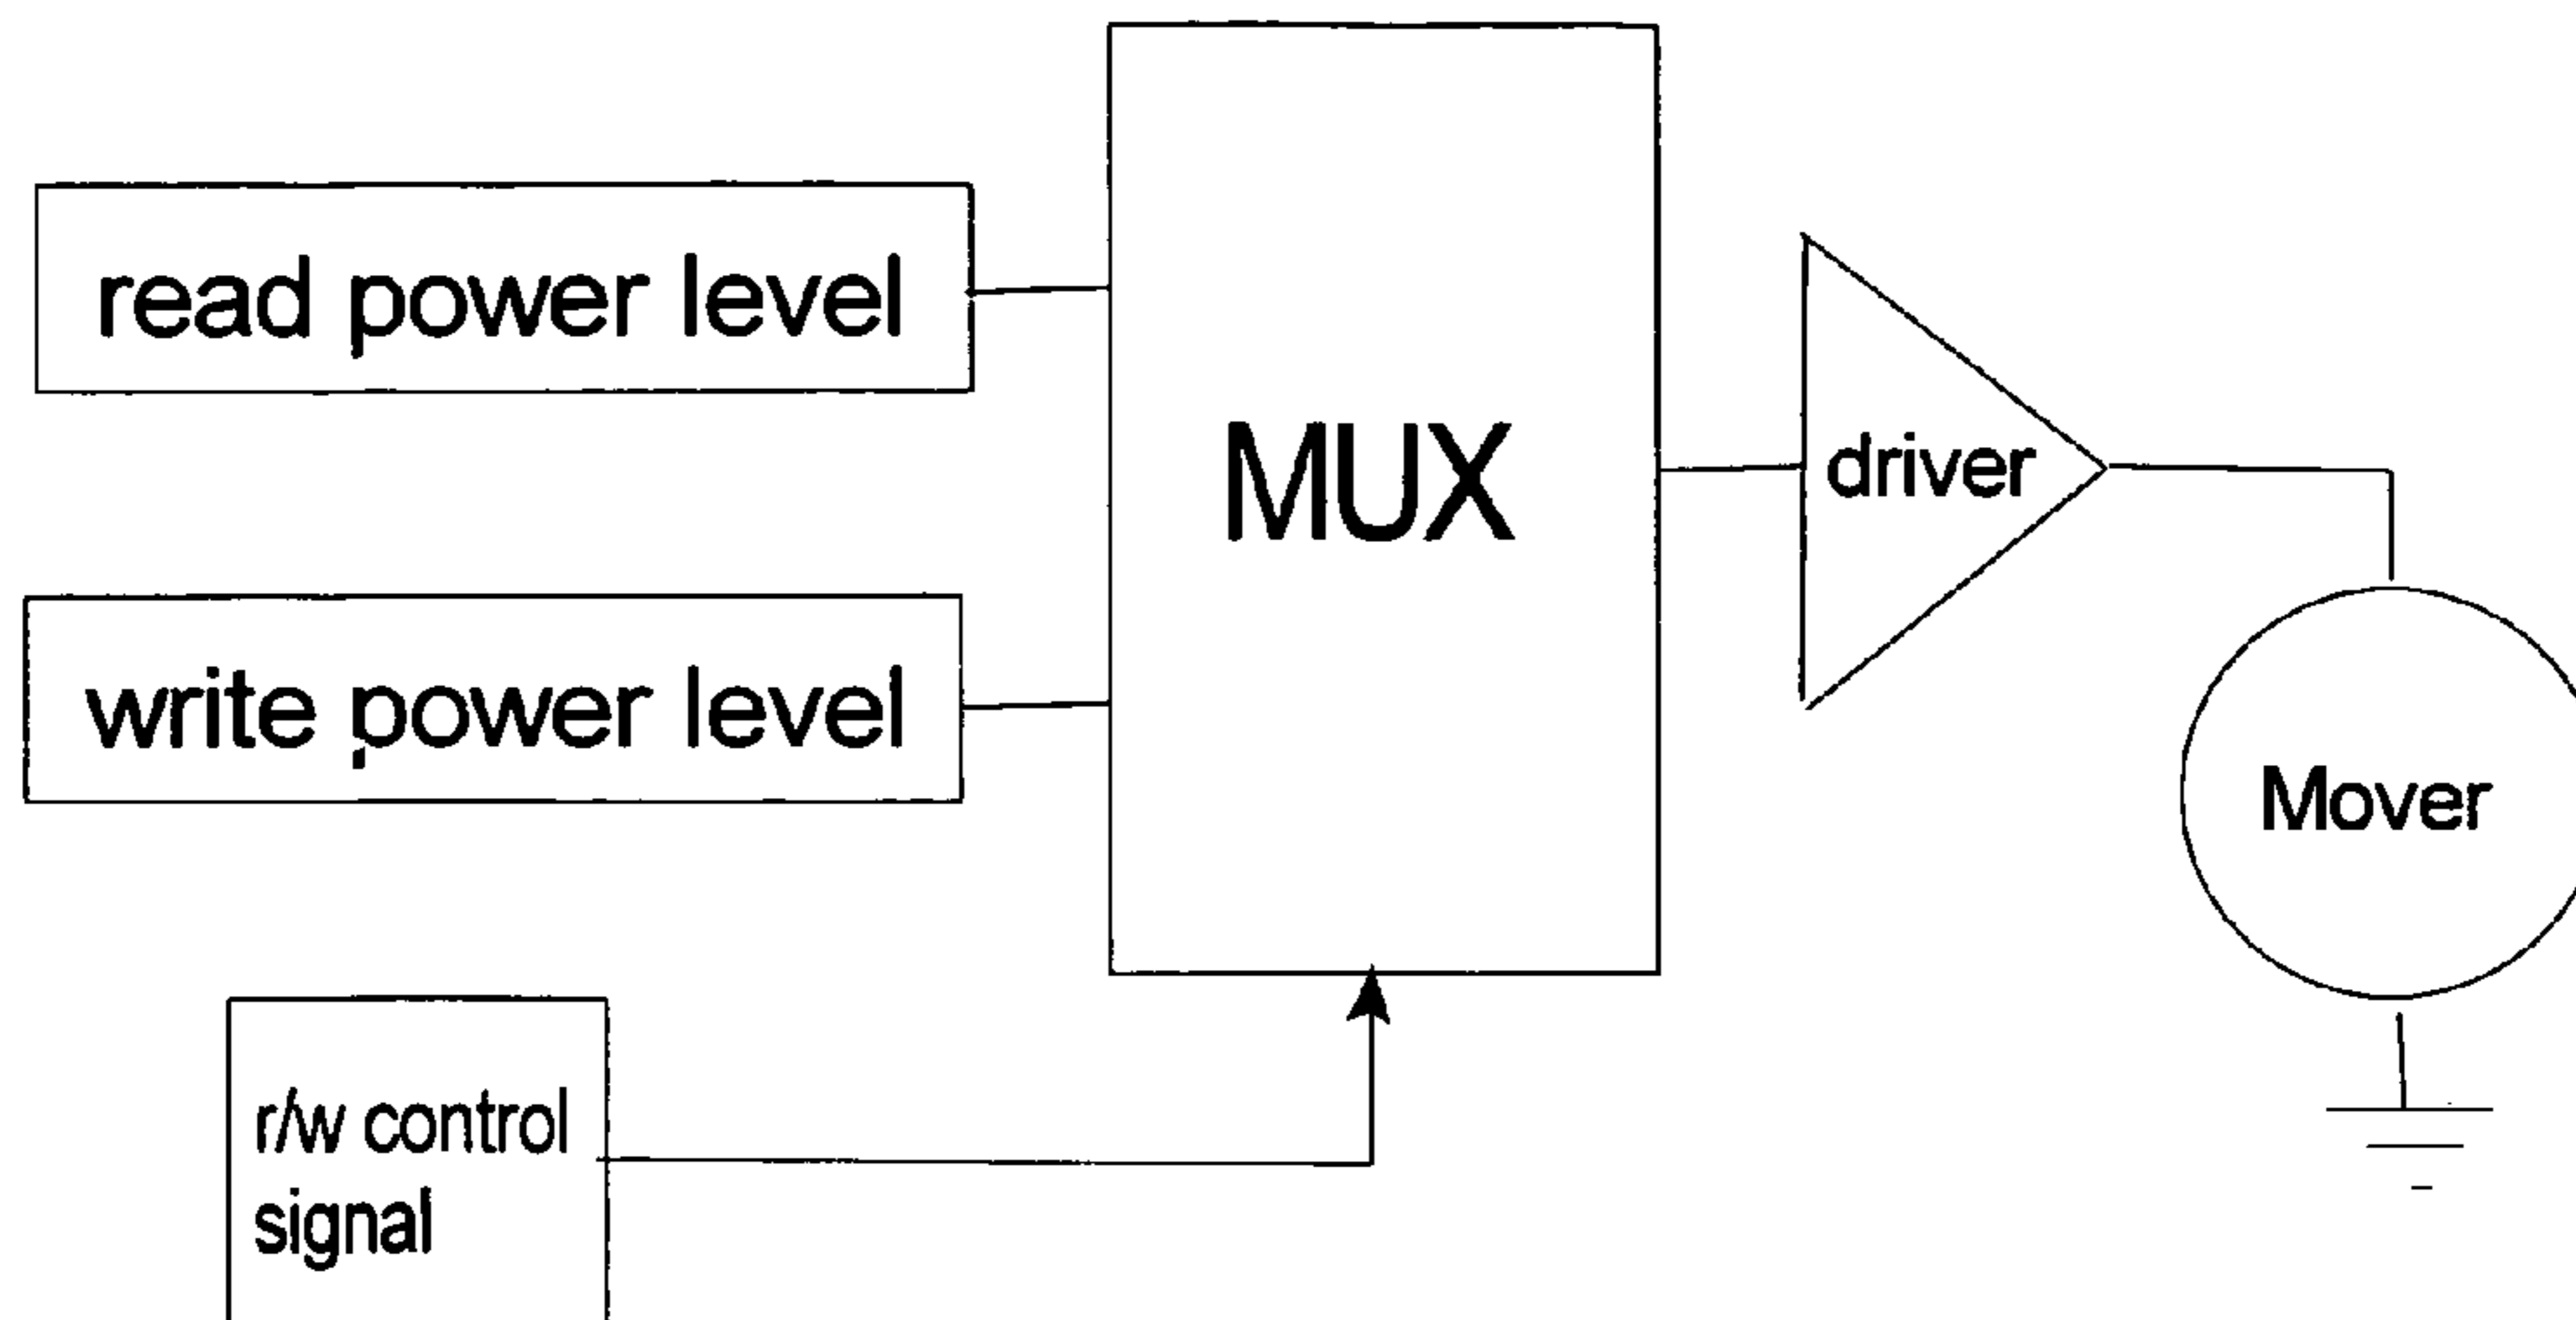 read power level
MUX
driver
write power level
Mover
r/w control
signal